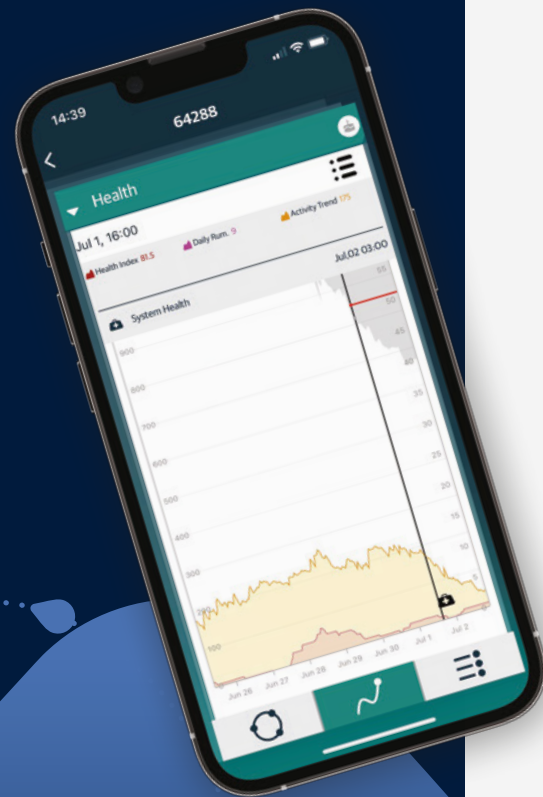 14:39
64288
Health
Jul 1, 16:00
Health Index 81.5
Daily Rum. 9
Activity Trend 175
System Health
Jul,02 03:00
900
800
700
600
500
400
300
200
100
55
50
45
40
35
30
25
20
15
10
5
Jun 26
Jun 27
Jun 28
Jun 29
Jun 30
Jul 1
Jul 2